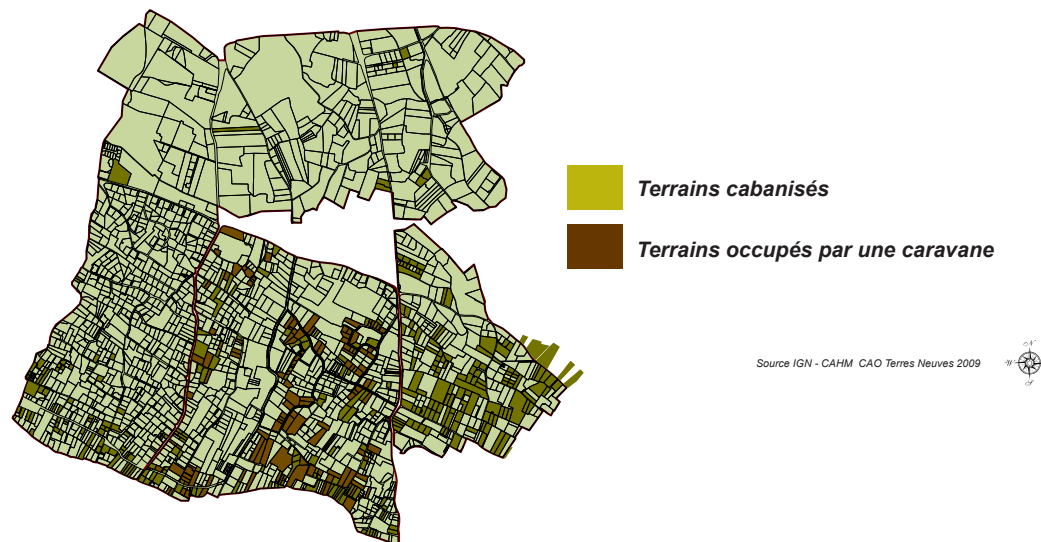 Terrains cabanisés
Terrains occupés par une caravane
Source IGN - CAHM CAO Terres Neuves 2009
N
W
S